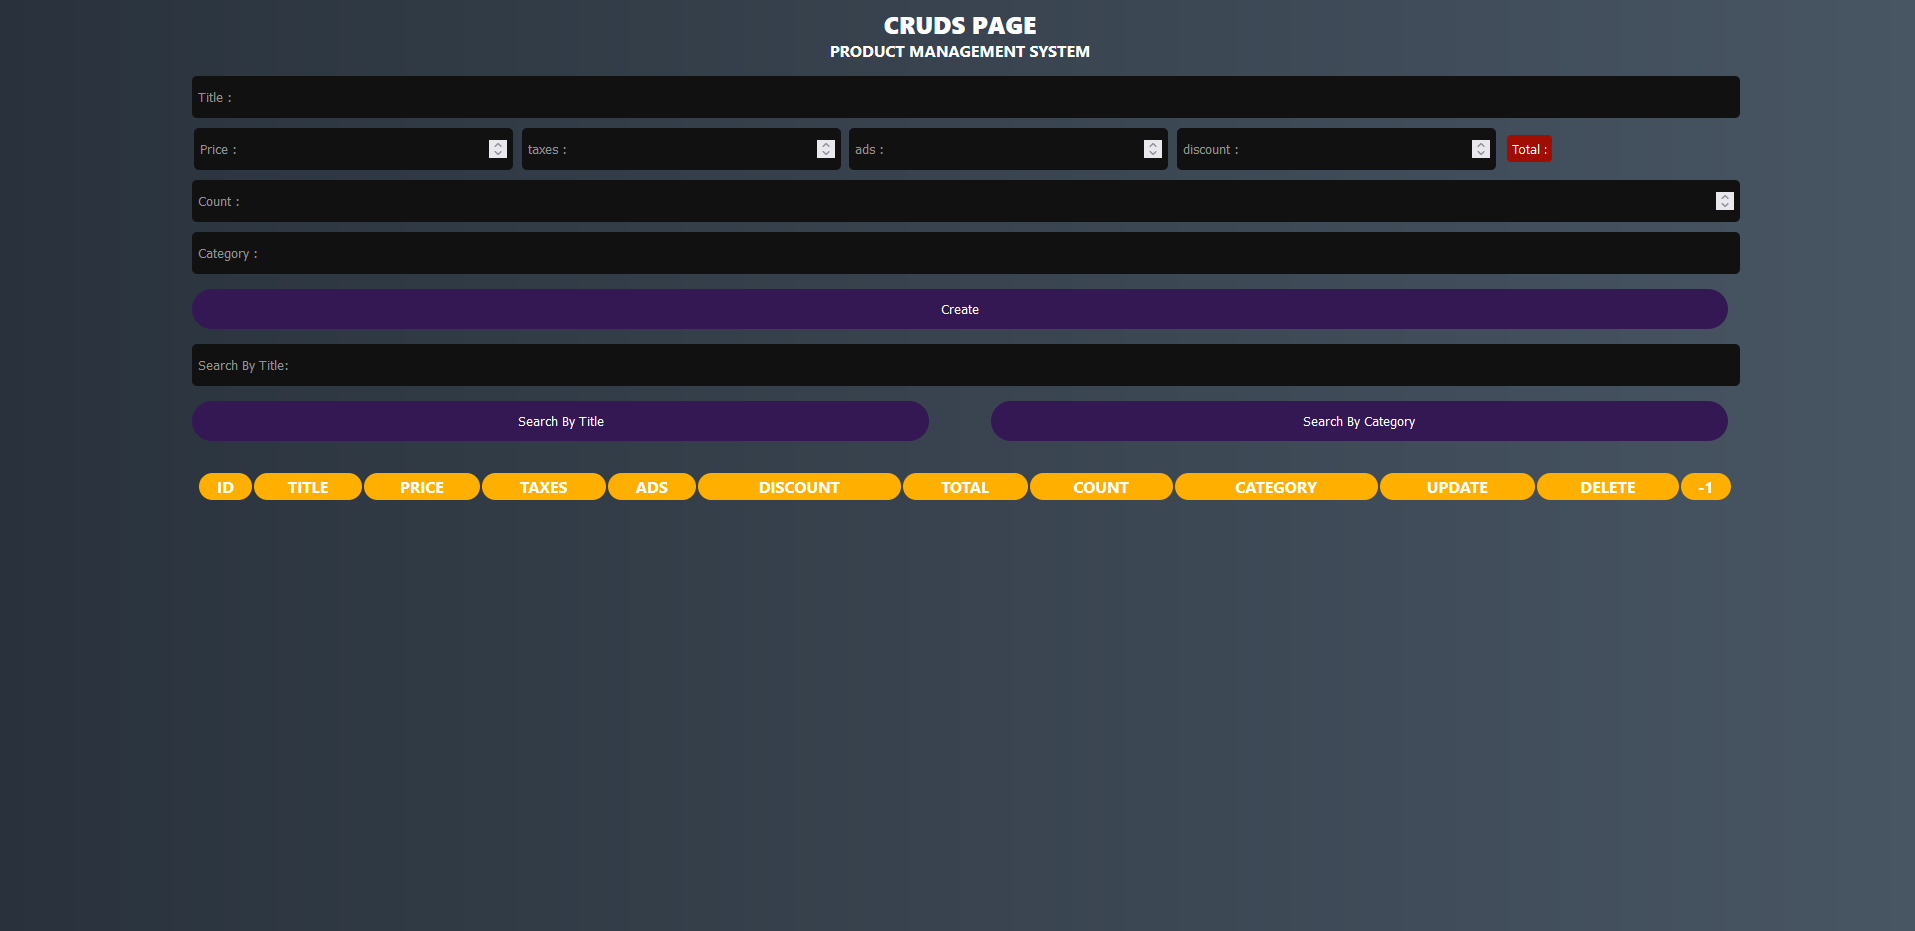 CRUDS PAGE
PRODUCT MANAGEMENT SYSTEM
Title :
Price : taxes : ads : discount : Total :
Count :
Category :
Create
Search By Title:
Search By Title Search By Category
ID TITLE PRICE TAXES ADS DISCOUNT TOTAL COUNT CATEGORY UPDATE DELETE -1